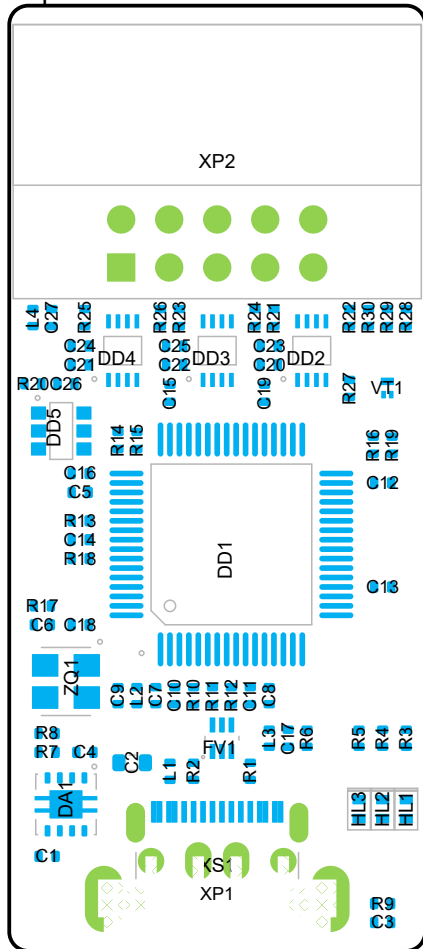 XP2
L4 C27 R25 R26 R23 R24 R21 R22 R30 R29 R28
C24 C25 C23
DD4 DD3 DD2
C21 C22 C20
R20 C26 C15 C19 R27 VT1
DD5
R14 R15 R16 R19
C16 C12
C5
R13
C14 DD1
R18
C13
R17
C6 C18
ZQ1
C9 L2 C7 C10 R10 R11 R12 C11 C8
R8 L3 C17 R6 R5 R4 R3
R7 C4 FV1
C2 L1 R2 R1
DA1 HL3 HL2 HL1
C1 XS1
XP1
R9
C3